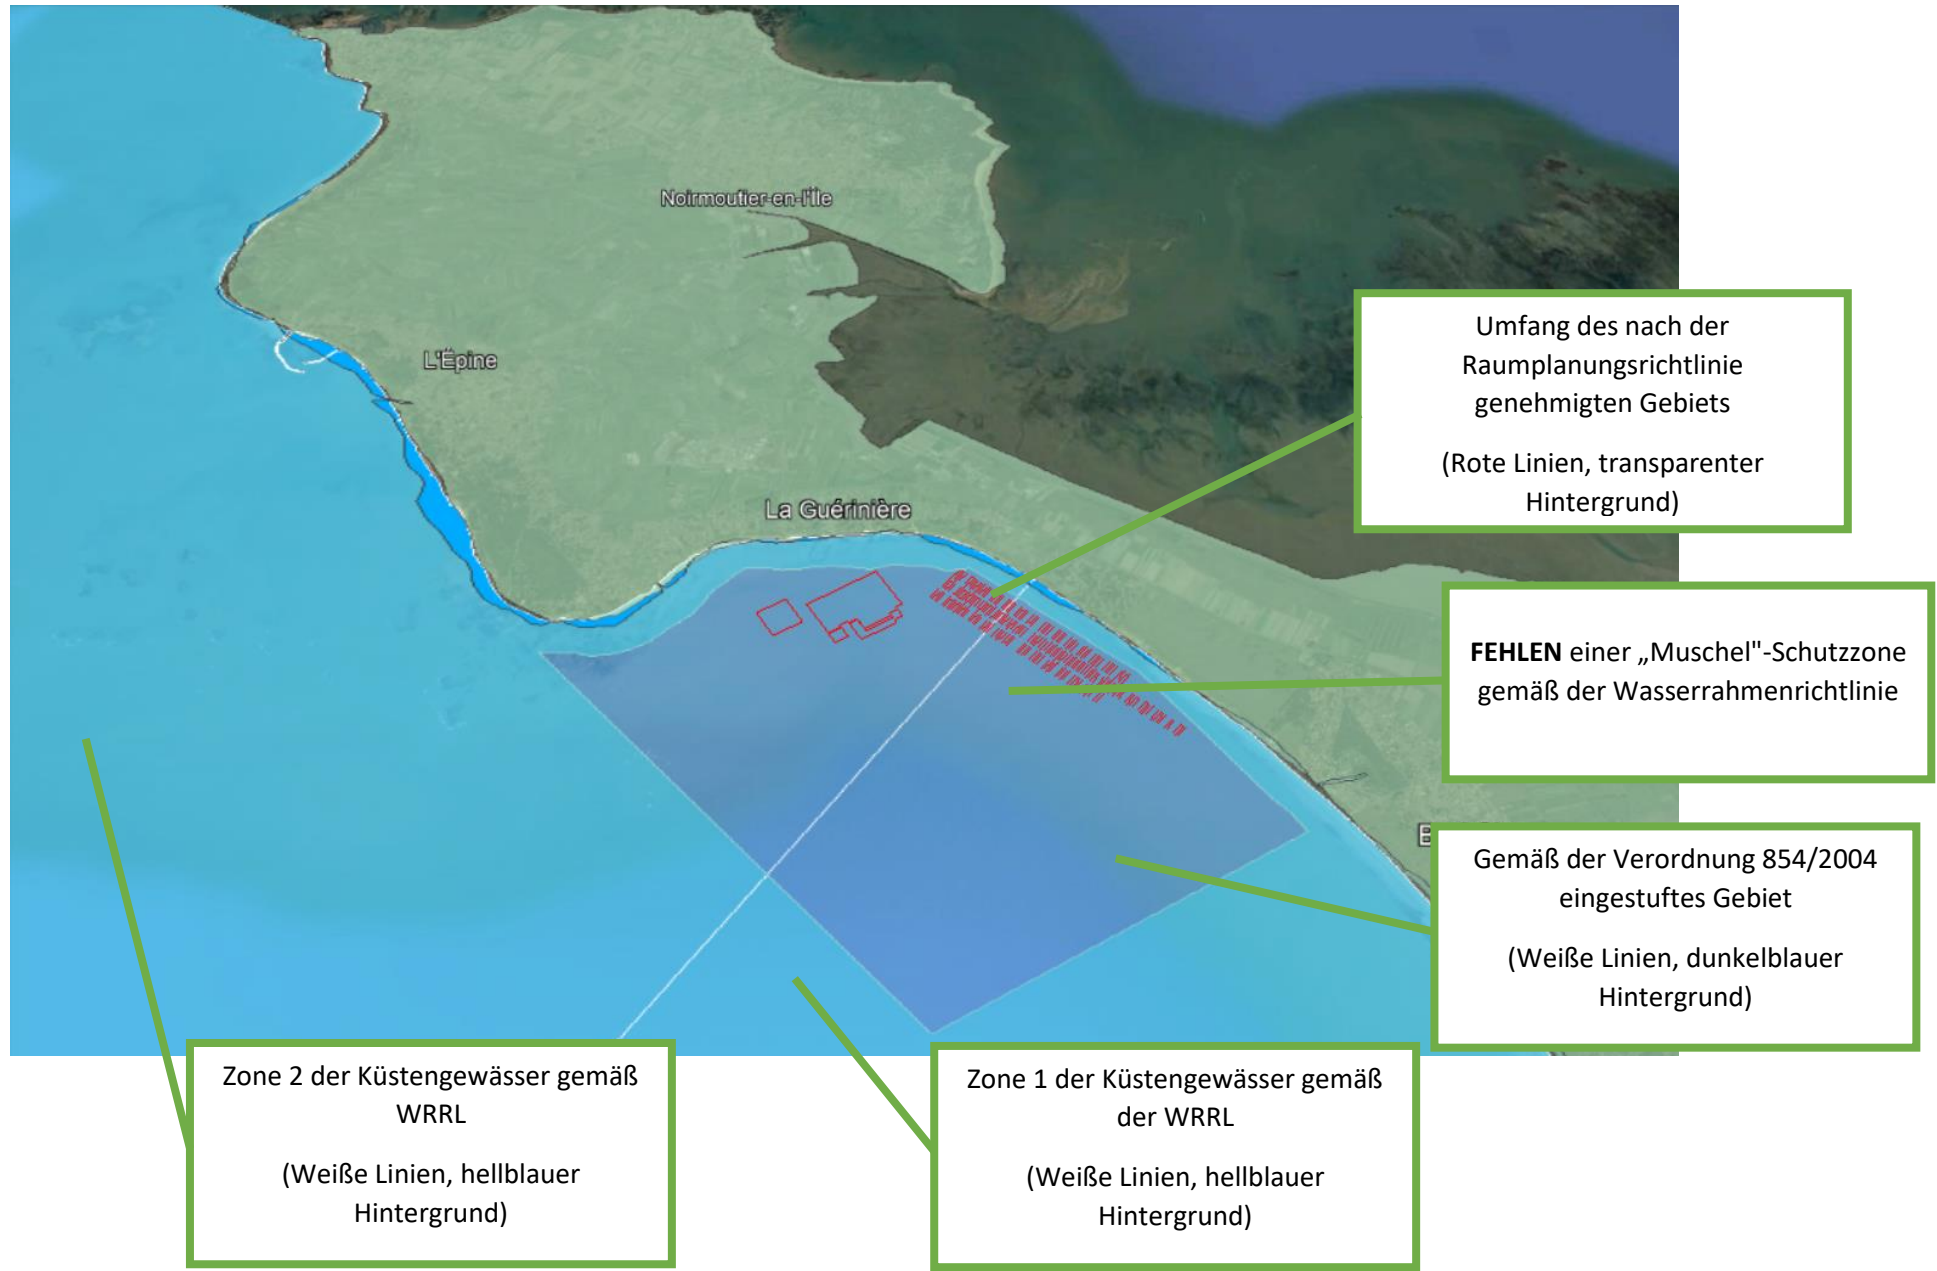 Noirmoutier-en-l'Île
L'Épine
La Guérinière
Umfang des nach der
Raumplanungsrichtlinie
genehmigten Gebiets
(Rote Linien, transparenter
Hintergrund)
FEHLEN einer „Muschel"-Schutzzone
gemäß der Wasserrahmenrichtlinie
Gemäß der Verordnung 854/2004
eingestuftes Gebiet
(Weiße Linien, dunkelblauer
Hintergrund)
Zone 2 der Küstengewässer gemäß
WRRL
(Weiße Linien, hellblauer
Hintergrund)
Zone 1 der Küstengewässer gemäß
der WRRL
(Weiße Linien, hellblauer
Hintergrund)